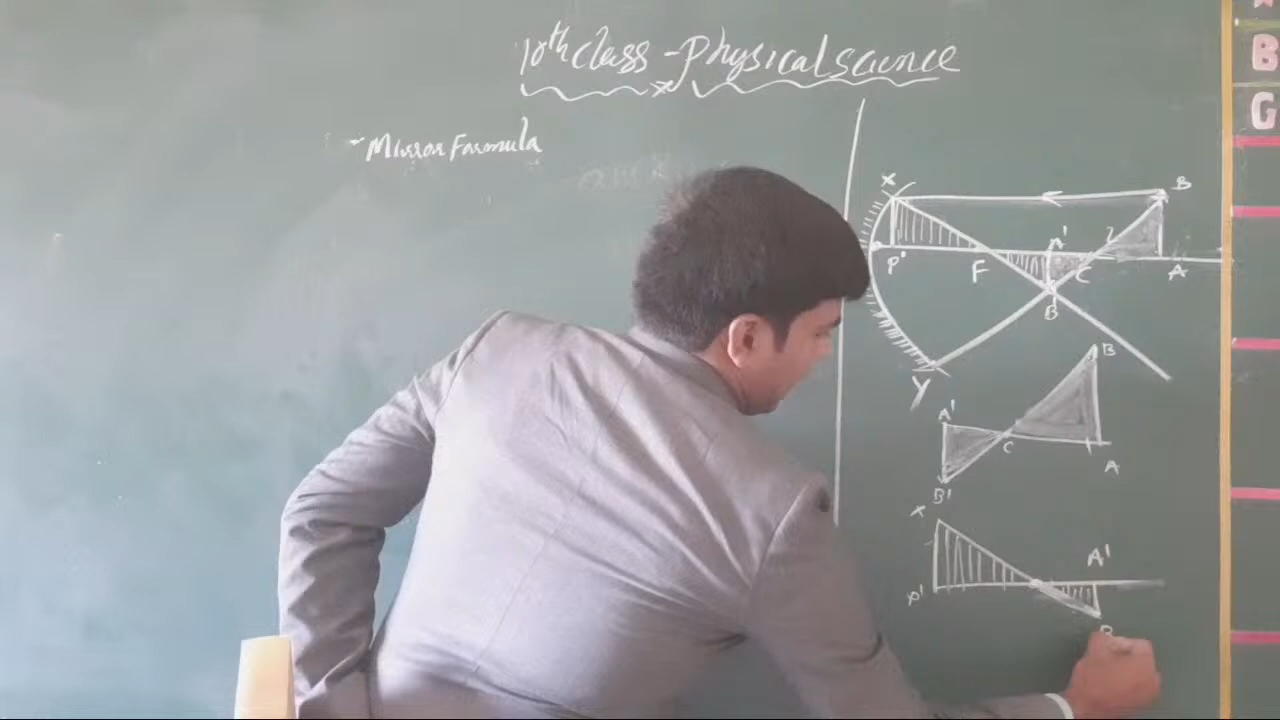 10th class - Physical science
Mirror Formula
X
B
P'
F
A'
C
A
B'
Y
B
A'
C
A
B'
X
P'
A'
B
G